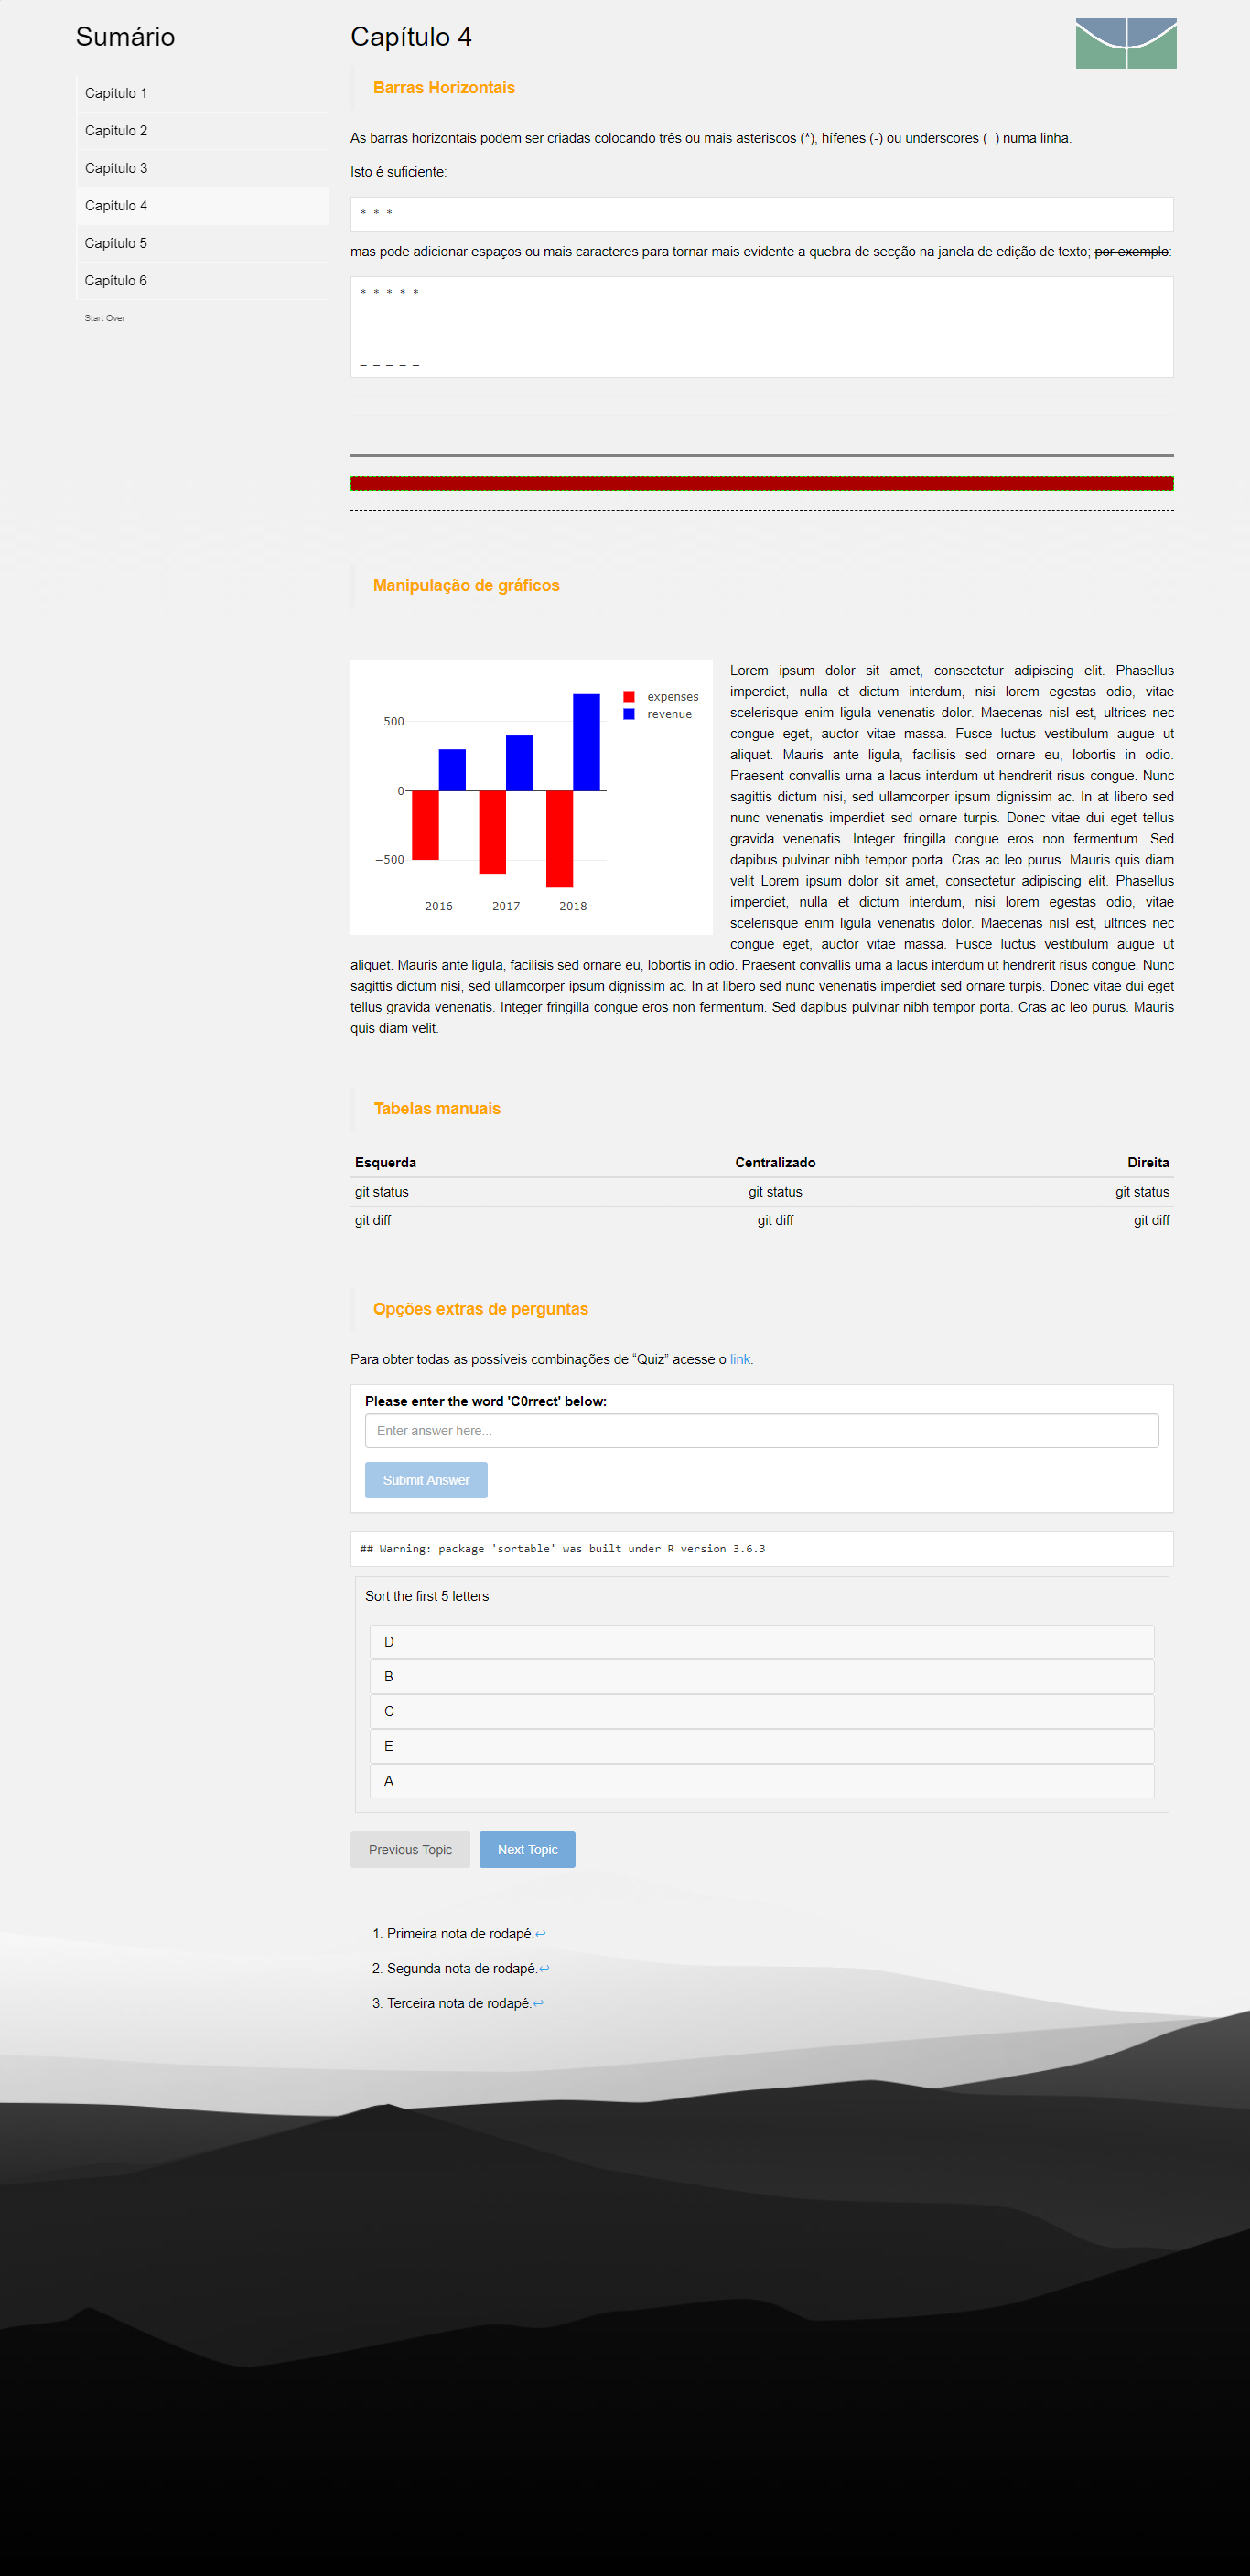 Sumário
Capítulo 1
Capítulo 2
Capítulo 3
Capítulo 4
Capítulo 5
Capítulo 6
Start Over
Capítulo 4
Barras Horizontais
As barras horizontais podem ser criadas colocando três ou mais asteriscos (*), hífenes (-) ou underscores (_) numa linha.
Isto é suficiente:
* * *
mas pode adicionar espaços ou mais caracteres para tornar mais evidente a quebra de secção na janela de edição de texto; por exemplo:
* * * * *
-------------------------
_ _ _ _ _
Manipulação de gráficos
expenses
revenue
500
0
−500
2016 2017 2018
Lorem ipsum dolor sit amet, consectetur adipiscing elit. Phasellus
imperdiet, nulla et dictum interdum, nisi lorem egestas odio, vitae
scelerisque enim ligula venenatis dolor. Maecenas nisl est, ultrices nec
congue eget, auctor vitae massa. Fusce luctus vestibulum augue ut
aliquet. Mauris ante ligula, facilisis sed ornare eu, lobortis in odio.
Praesent convallis urna a lacus interdum ut hendrerit risus congue. Nunc
sagittis dictum nisi, sed ullamcorper ipsum dignissim ac. In at libero sed
nunc venenatis imperdiet sed ornare turpis. Donec vitae dui eget tellus
gravida venenatis. Integer fringilla congue eros non fermentum. Sed
dapibus pulvinar nibh tempor porta. Cras ac leo purus. Mauris quis diam
velit Lorem ipsum dolor sit amet, consectetur adipiscing elit. Phasellus
imperdiet, nulla et dictum interdum, nisi lorem egestas odio, vitae
scelerisque enim ligula venenatis dolor. Maecenas nisl est, ultrices nec
congue eget, auctor vitae massa. Fusce luctus vestibulum augue ut
aliquet. Mauris ante ligula, facilisis sed ornare eu, lobortis in odio. Praesent convallis urna a lacus interdum ut hendrerit risus congue. Nunc
sagittis dictum nisi, sed ullamcorper ipsum dignissim ac. In at libero sed nunc venenatis imperdiet sed ornare turpis. Donec vitae dui eget
tellus gravida venenatis. Integer fringilla congue eros non fermentum. Sed dapibus pulvinar nibh tempor porta. Cras ac leo purus. Mauris
quis diam velit.
Tabelas manuais
Esquerda Centralizado Direita
git status git status git status
git diff git diff git diff
Opções extras de perguntas
Para obter todas as possíveis combinações de “Quiz” acesse o link.
Please enter the word 'C0rrect' below:
Enter answer here...
Submit Answer
## Warning: package 'sortable' was built under R version 3.6.3
Sort the first 5 letters
D
B
C
E
A
Previous Topic Next Topic
1. Primeira nota de rodapé.↩
2. Segunda nota de rodapé.↩
3. Terceira nota de rodapé.↩